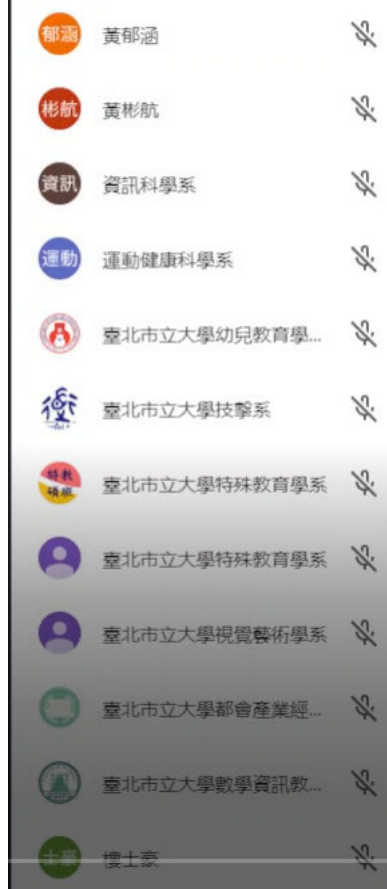 郁涵 黃郁涵
彬航 黃彬航
資訊 資訊科學系
運動 運動健康科學系
臺北市立大學幼兒教育學...
臺北市立大學技擊系
特教 碩班 臺北市立大學特殊教育學系
臺北市立大學特殊教育學系
臺北市立大學視覺藝術學系
臺北市立大學都會產業經...
臺北市立大學數學資訊教...
士豪 樓士豪